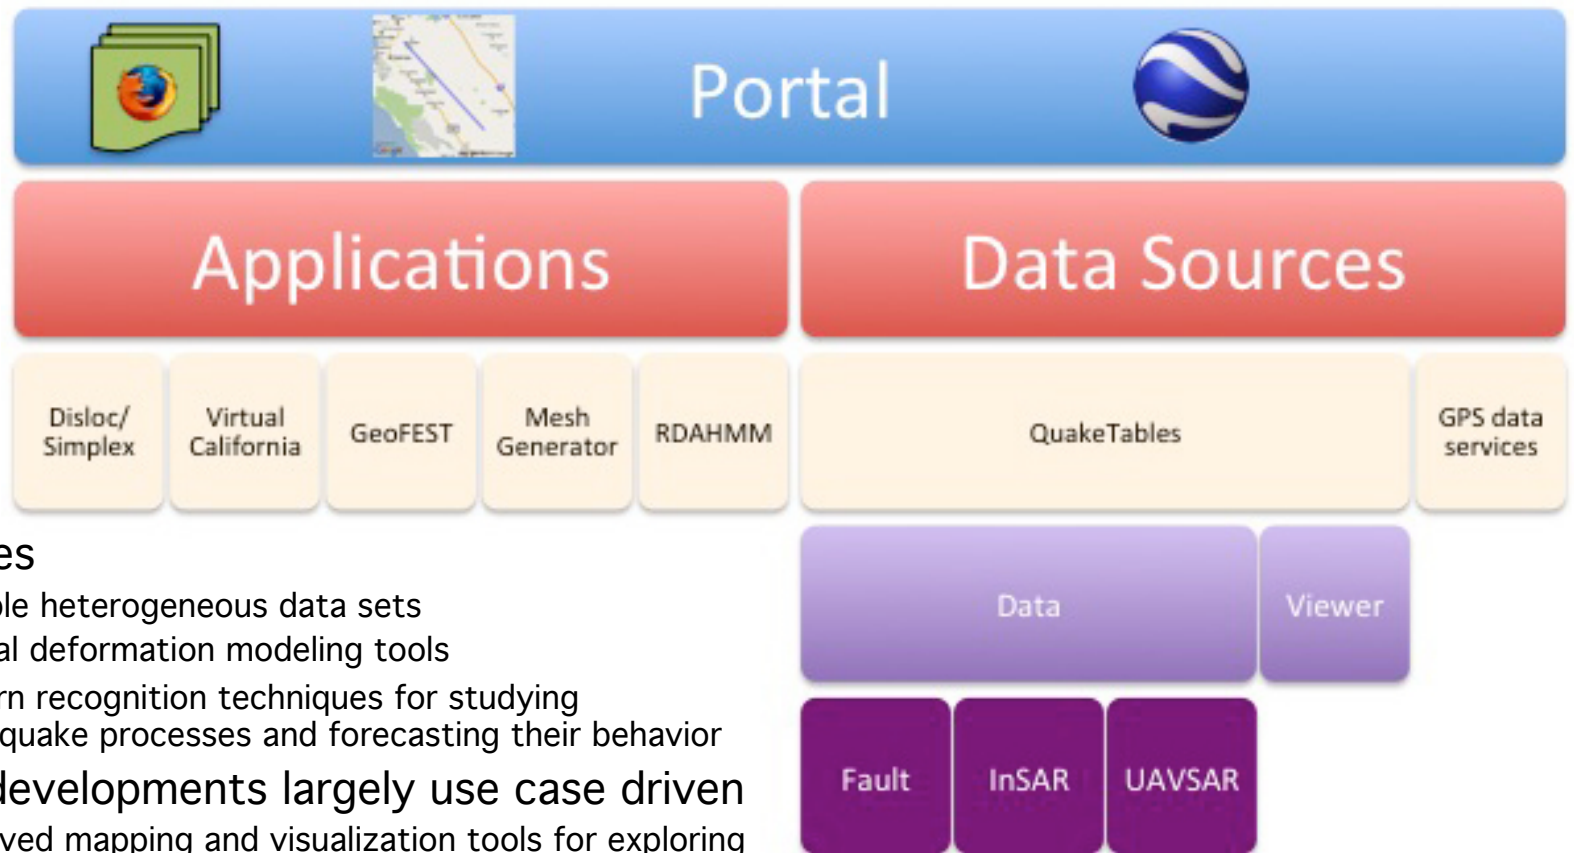 Portal
Applications
Data Sources
Disloc/
Simplex
Virtual
California
GeoFEST
Mesh
Generator
RDAHMM
QuakeTables
GPS data
services
Data
Viewer
Fault
InSAR
UAVSAR
es
ble heterogeneous data sets
al deformation modeling tools
rn recognition techniques for studying
quake processes and forecasting their behavior
developments largely use case driven
ved mapping and visualization tools for exploring